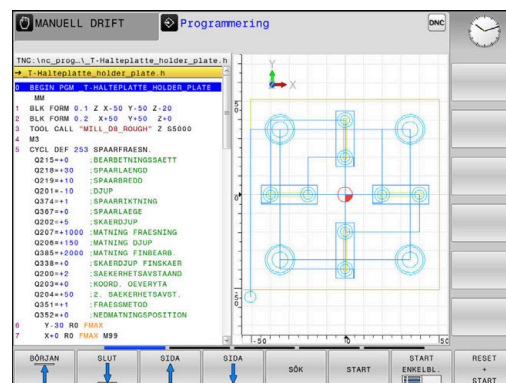 MANUELL DRIFT
Programmering
DNC
TNC:\nc_prog…\_T-Halteplatte_holder_plate.h
→_T-Halteplatte_holder_plate.h
0 BEGIN PGM _T-HALTEPLATTE_HOLDER_PLATE
MM
1 BLK FORM 0.1 Z X-50 Y-50 Z-20
2 BLK FORM 0.2 X+50 Y+50 Z+0
3 TOOL CALL "MILL_D8_ROUGH" Z S5000
4 M3
5 CYCL DEF 253 SPAARFRAESN.
Q215=+0 ;BEARBETNINGSSAETT
Q218=+30 ;SPAARLAENGD
Q219=+10 ;SPAARBREDD
Q201=-10 ;DJUP
Q374=+1 ;SPAARRIKTNING
Q367=+0 ;SPAARLAEGE
Q202=+5 ;SKAERDJUP
Q207=+1000 ;MATNING FRAESNING
Q206=+150 ;MATNING DJUP
Q385=+2000 ;MATNING FINBEARB.
Q338=+0 ;SKAERDJUP FINSKAER
Q200=+2 ;SAEKERHETSAVSTAAND
Q203=+0 ;KOORD. OEVERYTA
Q204=+50 ;2. SAEKERHETSAVST.
Q351=+1 ;FRAESMETOD
Q352=+0 ;NEDMATNINGSPOSITION
6 Y-30 R0 FMAX
7 X+0 R0 FMAX M99
Y
X
50
0
-50
-50
0
50
BÖRJAN
SLUT
SIDA
SIDA
SÖK
START
START
ENKELBL.
RESET
+
START